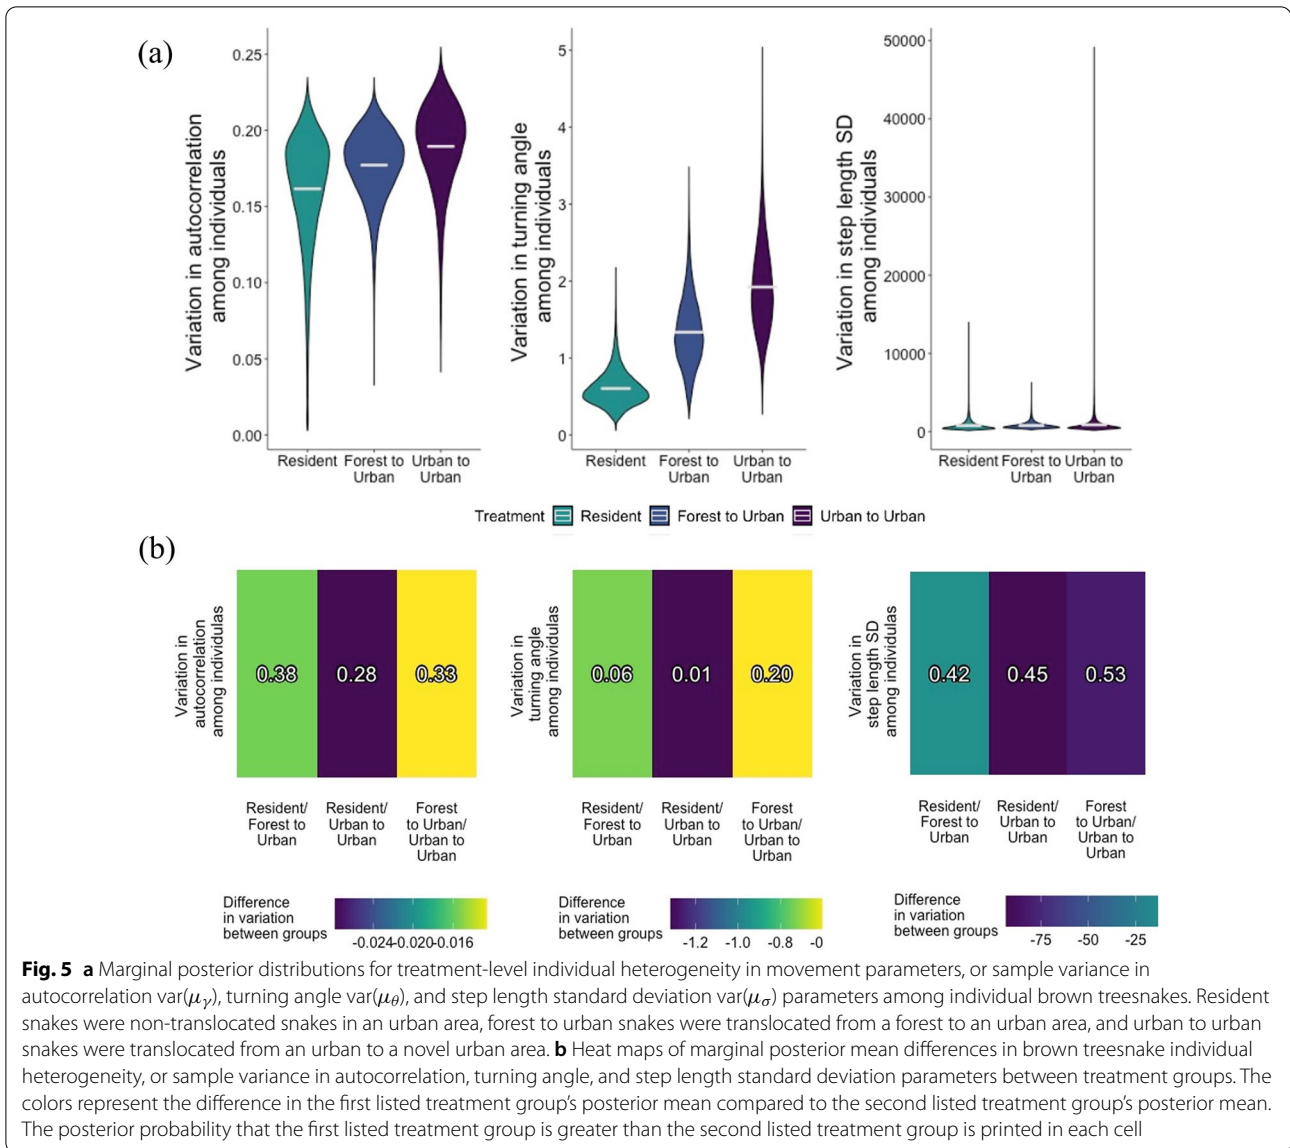 (a)
Variation in autocorrelation
among individuals
0.25
0.20
0.15
0.10
0.05
0.00
Resident
Forest to
Urban
Urban to
Urban
Variation in turning angle
among individuals
5
4
3
2
1
0
Resident
Forest to
Urban
Urban to
Urban
Variation in step length SD
among individuals
50000
40000
30000
20000
10000
0
Resident
Forest to
Urban
Urban to
Urban
Treatment Resident Forest to Urban Urban to Urban
(b)
Variation in
autocorrelation
among individulas
0.38 0.28 0.33
Resident/
Forest to
Urban
Resident/
Urban to
Urban
Forest
to Urban/
Urban to
Urban
Difference
in variation
between groups
-0.024 -0.020 -0.016
Variation in
turning angle
among individulas
0.06 0.01 0.20
Resident/
Forest to
Urban
Resident/
Urban to
Urban
Forest
to Urban/
Urban to
Urban
Difference
in variation
between groups
-1.2 -1.0 -0.8 -0
Variation in
step length SD
among individulas
0.42 0.45 0.53
Resident/
Forest to
Urban
Resident/
Urban to
Urban
Forest
to Urban/
Urban to
Urban
Difference
in variation
between groups
-75 -50 -25
Fig. 5 a Marginal posterior distributions for treatment-level individual heterogeneity in movement parameters, or sample variance in
autocorrelation var(μγ), turning angle var(μθ), and step length standard deviation var(μσ) parameters among individual brown treesnakes. Resident
snakes were non-translocated snakes in an urban area, forest to urban snakes were translocated from a forest to an urban area, and urban to urban
snakes were translocated from an urban to a novel urban area. b Heat maps of marginal posterior mean differences in brown treesnake individual
heterogeneity, or sample variance in autocorrelation, turning angle, and step length standard deviation parameters between treatment groups. The
colors represent the difference in the first listed treatment group's posterior mean compared to the second listed treatment group's posterior mean.
The posterior probability that the first listed treatment group is greater than the second listed treatment group is printed in each cell